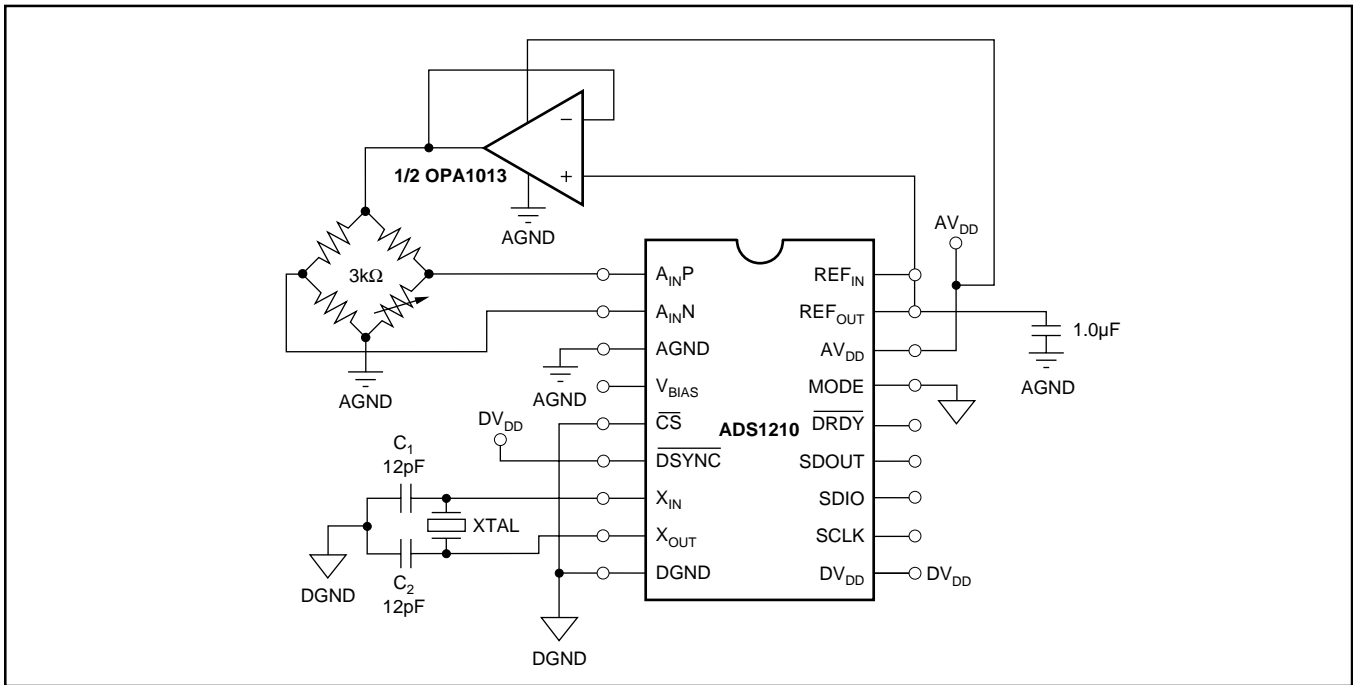 −
+
1/2 OPA1013
AGND
AV_DD
3kΩ
A_INP
A_INN
AGND
V_BIAS
CS
DSYNC
X_IN
X_OUT
DGND
ADS1210
REF_IN
REF_OUT
AV_DD
MODE
DRDY
SDOUT
SDIO
SCLK
DV_DD
DV_DD
1.0µF
AGND
AGND
AGND
DV_DD
C_1
12pF
XTAL
C_2
12pF
DGND
DGND